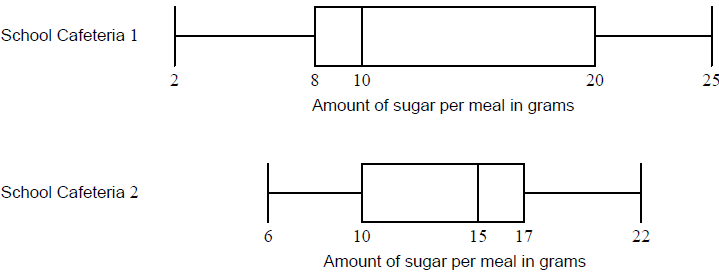 School Cafeteria 1
2 8 10 20 25
Amount of sugar per meal in grams
School Cafeteria 2
6 10 15 17 22
Amount of sugar per meal in grams